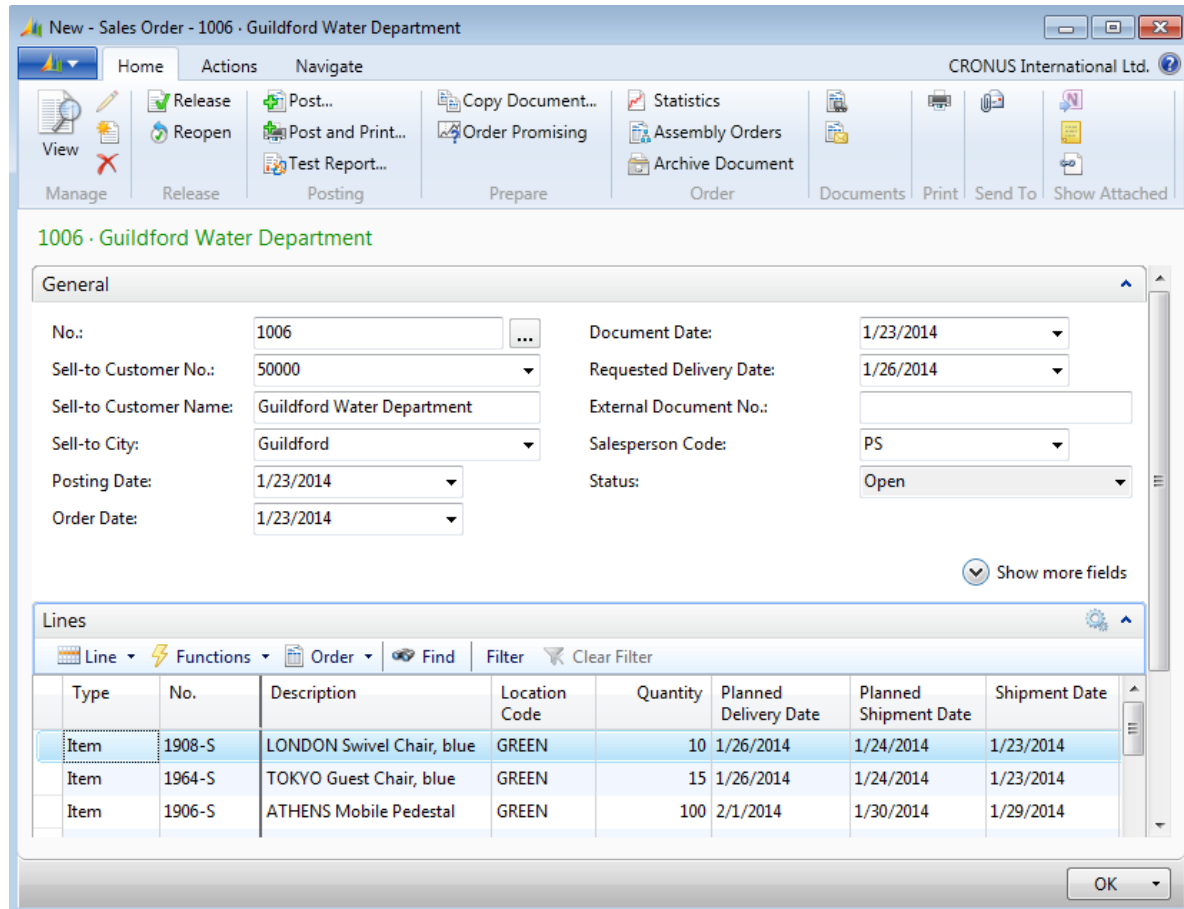 New - Sales Order - 1006 · Guildford Water Department
Home Actions Navigate CRONUS International Ltd.
View
Release
Reopen
Post...
Post and Print...
Test Report...
Copy Document...
Order Promising
Statistics
Assembly Orders
Archive Document
Manage Release Posting Prepare Order Documents Print Send To Show Attached
1006 · Guildford Water Department
General
No.: 1006 ...
Sell-to Customer No.: 50000
Sell-to Customer Name: Guildford Water Department
Sell-to City: Guildford
Posting Date: 1/23/2014
Order Date: 1/23/2014
Document Date: 1/23/2014
Requested Delivery Date: 1/26/2014
External Document No.:
Salesperson Code: PS
Status: Open
Show more fields
Lines
Line Functions Order Find Filter Clear Filter
Type No. Description Location Code Quantity Planned Delivery Date Planned Shipment Date Shipment Date
Item 1908-S LONDON Swivel Chair, blue GREEN 10 1/26/2014 1/24/2014 1/23/2014
Item 1964-S TOKYO Guest Chair, blue GREEN 15 1/26/2014 1/24/2014 1/23/2014
Item 1906-S ATHENS Mobile Pedestal GREEN 100 2/1/2014 1/30/2014 1/29/2014
OK